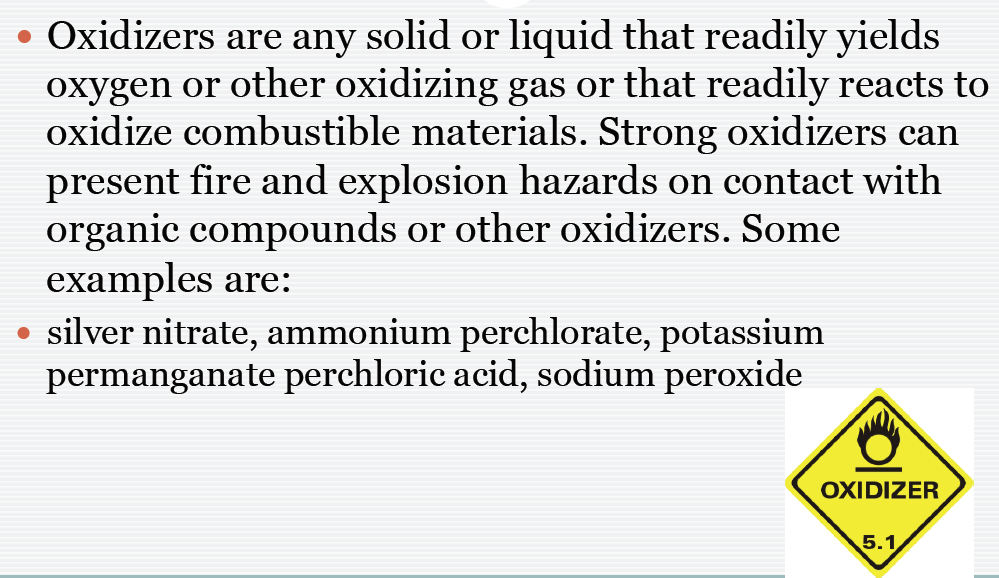 Oxidizers are any solid or liquid that readily yields
oxygen or other oxidizing gas or that readily reacts to
oxidize combustible materials. Strong oxidizers can
present fire and explosion hazards on contact with
organic compounds or other oxidizers. Some
examples are:
silver nitrate, ammonium perchlorate, potassium
permanganate perchloric acid, sodium peroxide
OXIDIZER
5.1